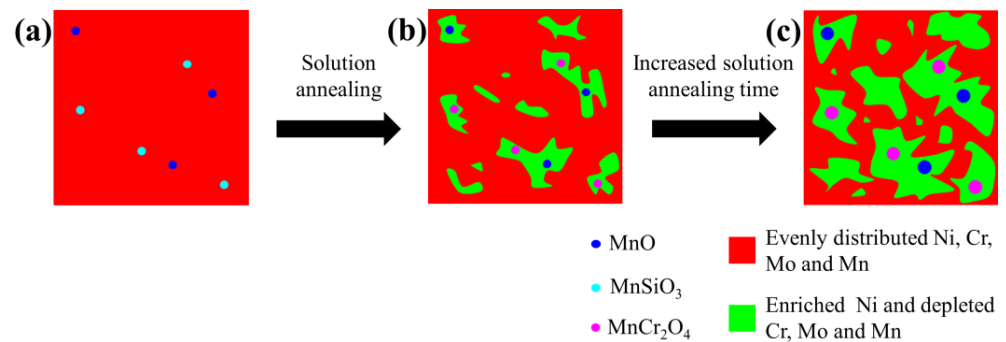 (a)
Solution
annealing
(b)
Increased solution
annealing time
(c)
MnO
MnSiO₃
MnCr₂O₄
Evenly distributed Ni, Cr,
Mo and Mn
Enriched Ni and depleted
Cr, Mo and Mn